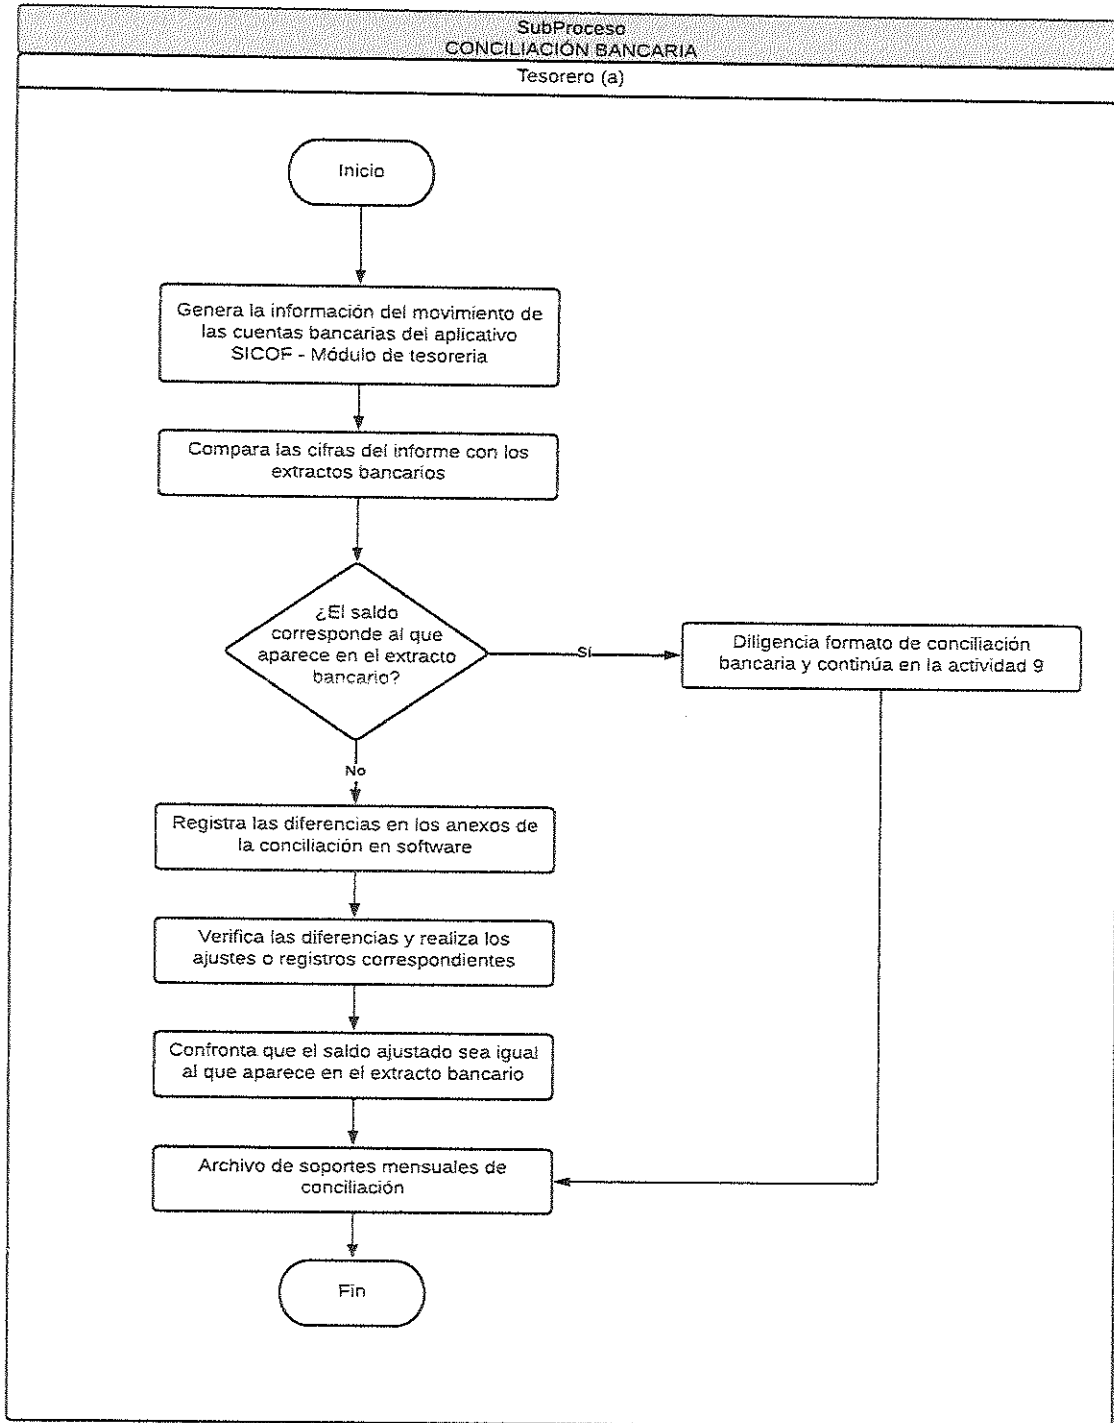 SubProceso
CONCILIACIÓN BANCARIA
Tesorero (a)
Inicio
Genera la información del movimiento de
las cuentas bancarias del aplicativo
SICOF - Módulo de tesoreria
Compara las cifras del informe con los
extractos bancarios
¿El saldo
corresponde al que
aparece en el extracto
bancario?
Sí
Diligencia formato de conciliación
bancaria y continúa en la actividad 9
No
Registra las diferencias en los anexos de
la conciliación en software
Verifica las diferencias y realiza los
ajustes o registros correspondientes
Confronta que el saldo ajustado sea igual
al que aparece en el extracto bancario
Archivo de soportes mensuales de
conciliación
Fin